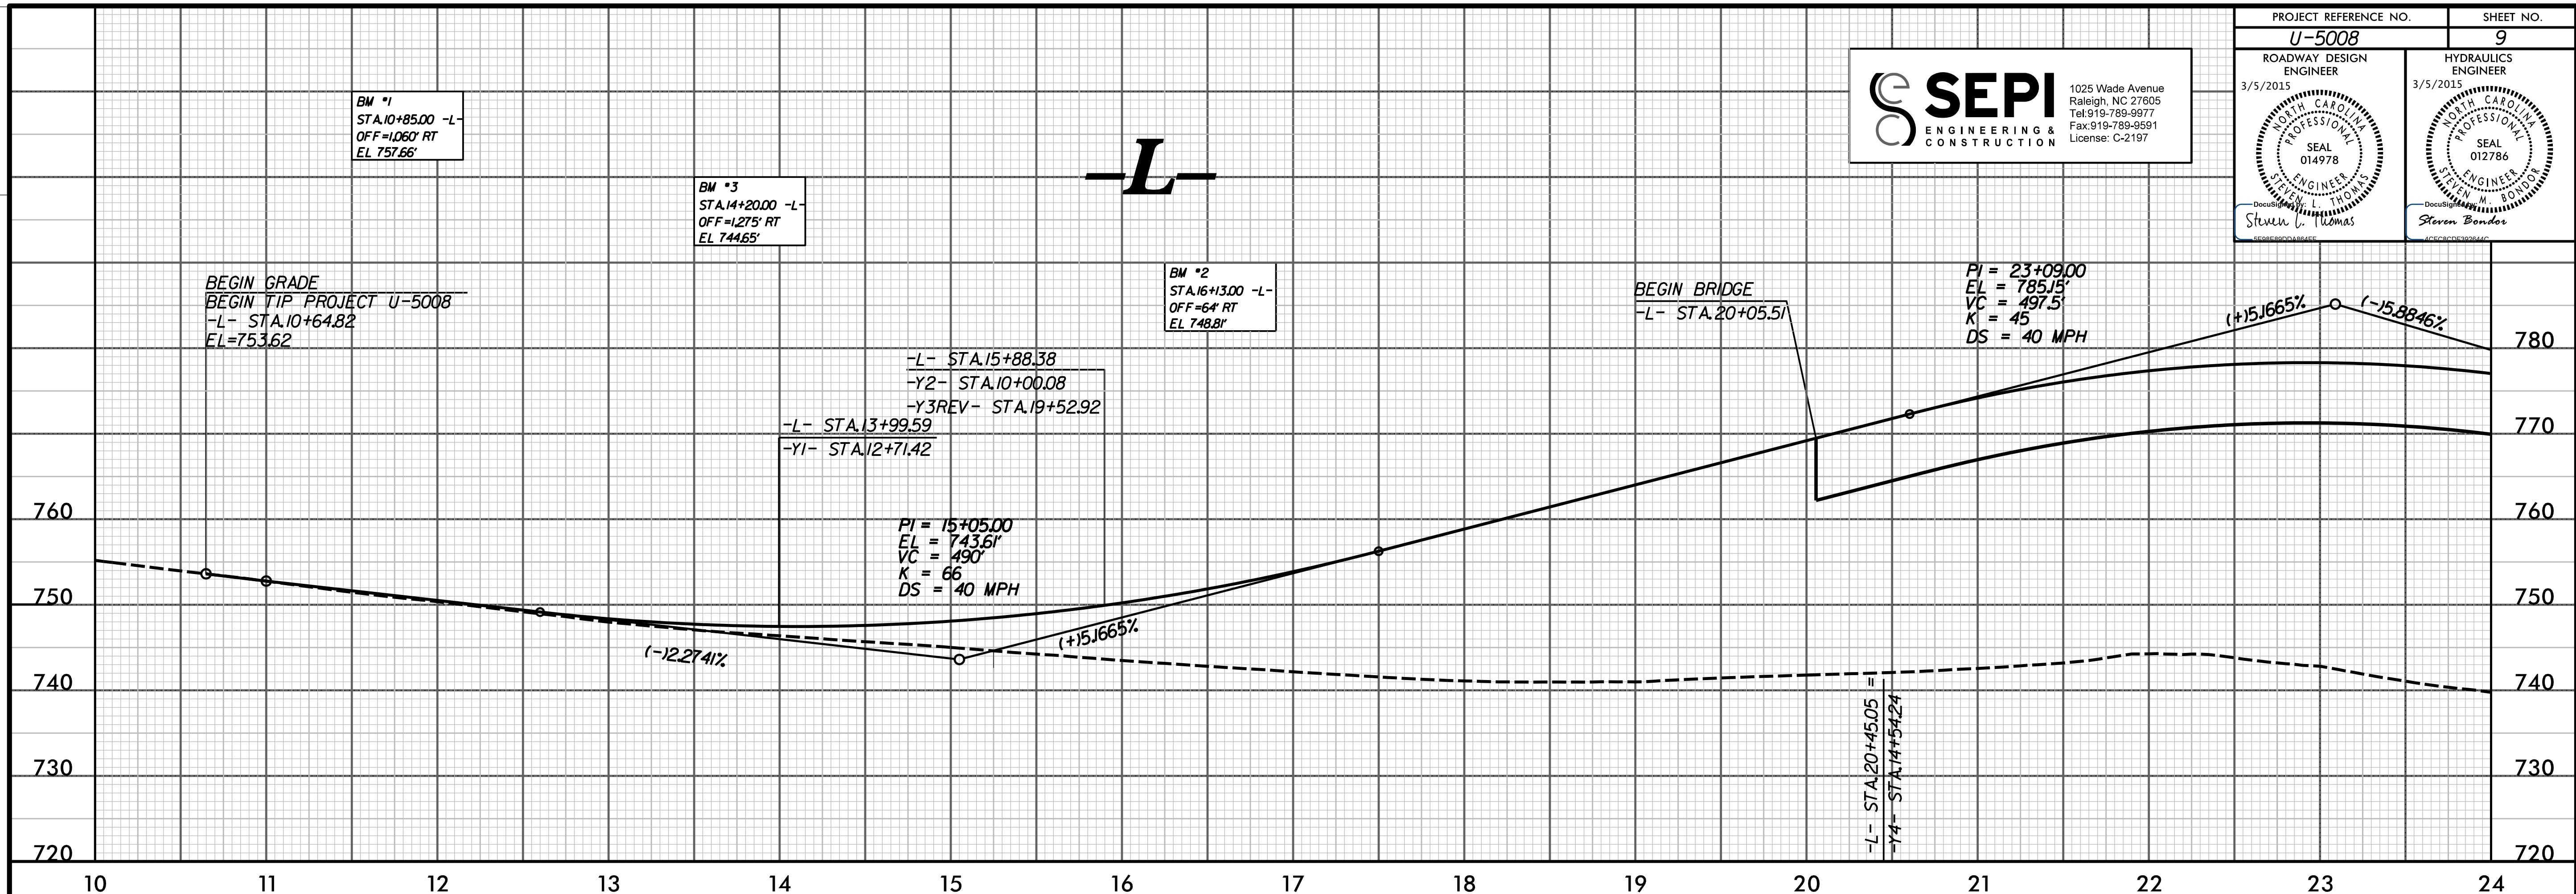 PROJECT REFERENCE NO.
SHEET NO.
U-5008
9
ROADWAY DESIGN
ENGINEER
HYDRAULICS
ENGINEER
3/5/2015
3/5/2015
NORTH CAROLINA
PROFESSIONAL
SEAL
014978
ENGINEER
STEVEN L. THOMAS
NORTH CAROLINA
PROFESSIONAL
SEAL
012786
ENGINEER
STEVEN M. BONDOR
DocuSigned by:
Steven L. Thomas
DocuSigned by:
Steven Bondor
SEPI
ENGINEERING &
CONSTRUCTION
1025 Wade Avenue
Raleigh, NC 27605
Tel:919-789-9977
Fax:919-789-9591
License: C-2197
BM #1
STA.10+85.00 -L-
OFF=1,060' RT
EL 757.66'
BM #3
STA.14+20.00 -L-
OFF=1,275' RT
EL 744.65'
-L-
BM #2
STA.16+13.00 -L-
OFF=64' RT
EL 748.81'
BEGIN GRADE
BEGIN TIP PROJECT U-5008
-L- STA.10+64.82
EL=753.62
BEGIN BRIDGE
-L- STA.20+05.51
PI = 23+09.00
EL = 785.15'
VC = 497.5'
K = 45
DS = 40 MPH
(+)5.1665%
(-)5.8846%
-L- STA.15+88.38
-Y2- STA.10+00.08
-Y3REV- STA.19+52.92
-L- STA.13+99.59
-Y1- STA.12+71.42
PI = 15+05.00
EL = 743.61'
VC = 490'
K = 66
DS = 40 MPH
(-)2.2741%
(+)5.1665%
-L- STA.20+45.05 =
-Y4- STA.14+54.24
760
750
740
730
720
780
770
760
750
740
730
720
10 11 12 13 14 15 16 17 18 19 20 21 22 23 24